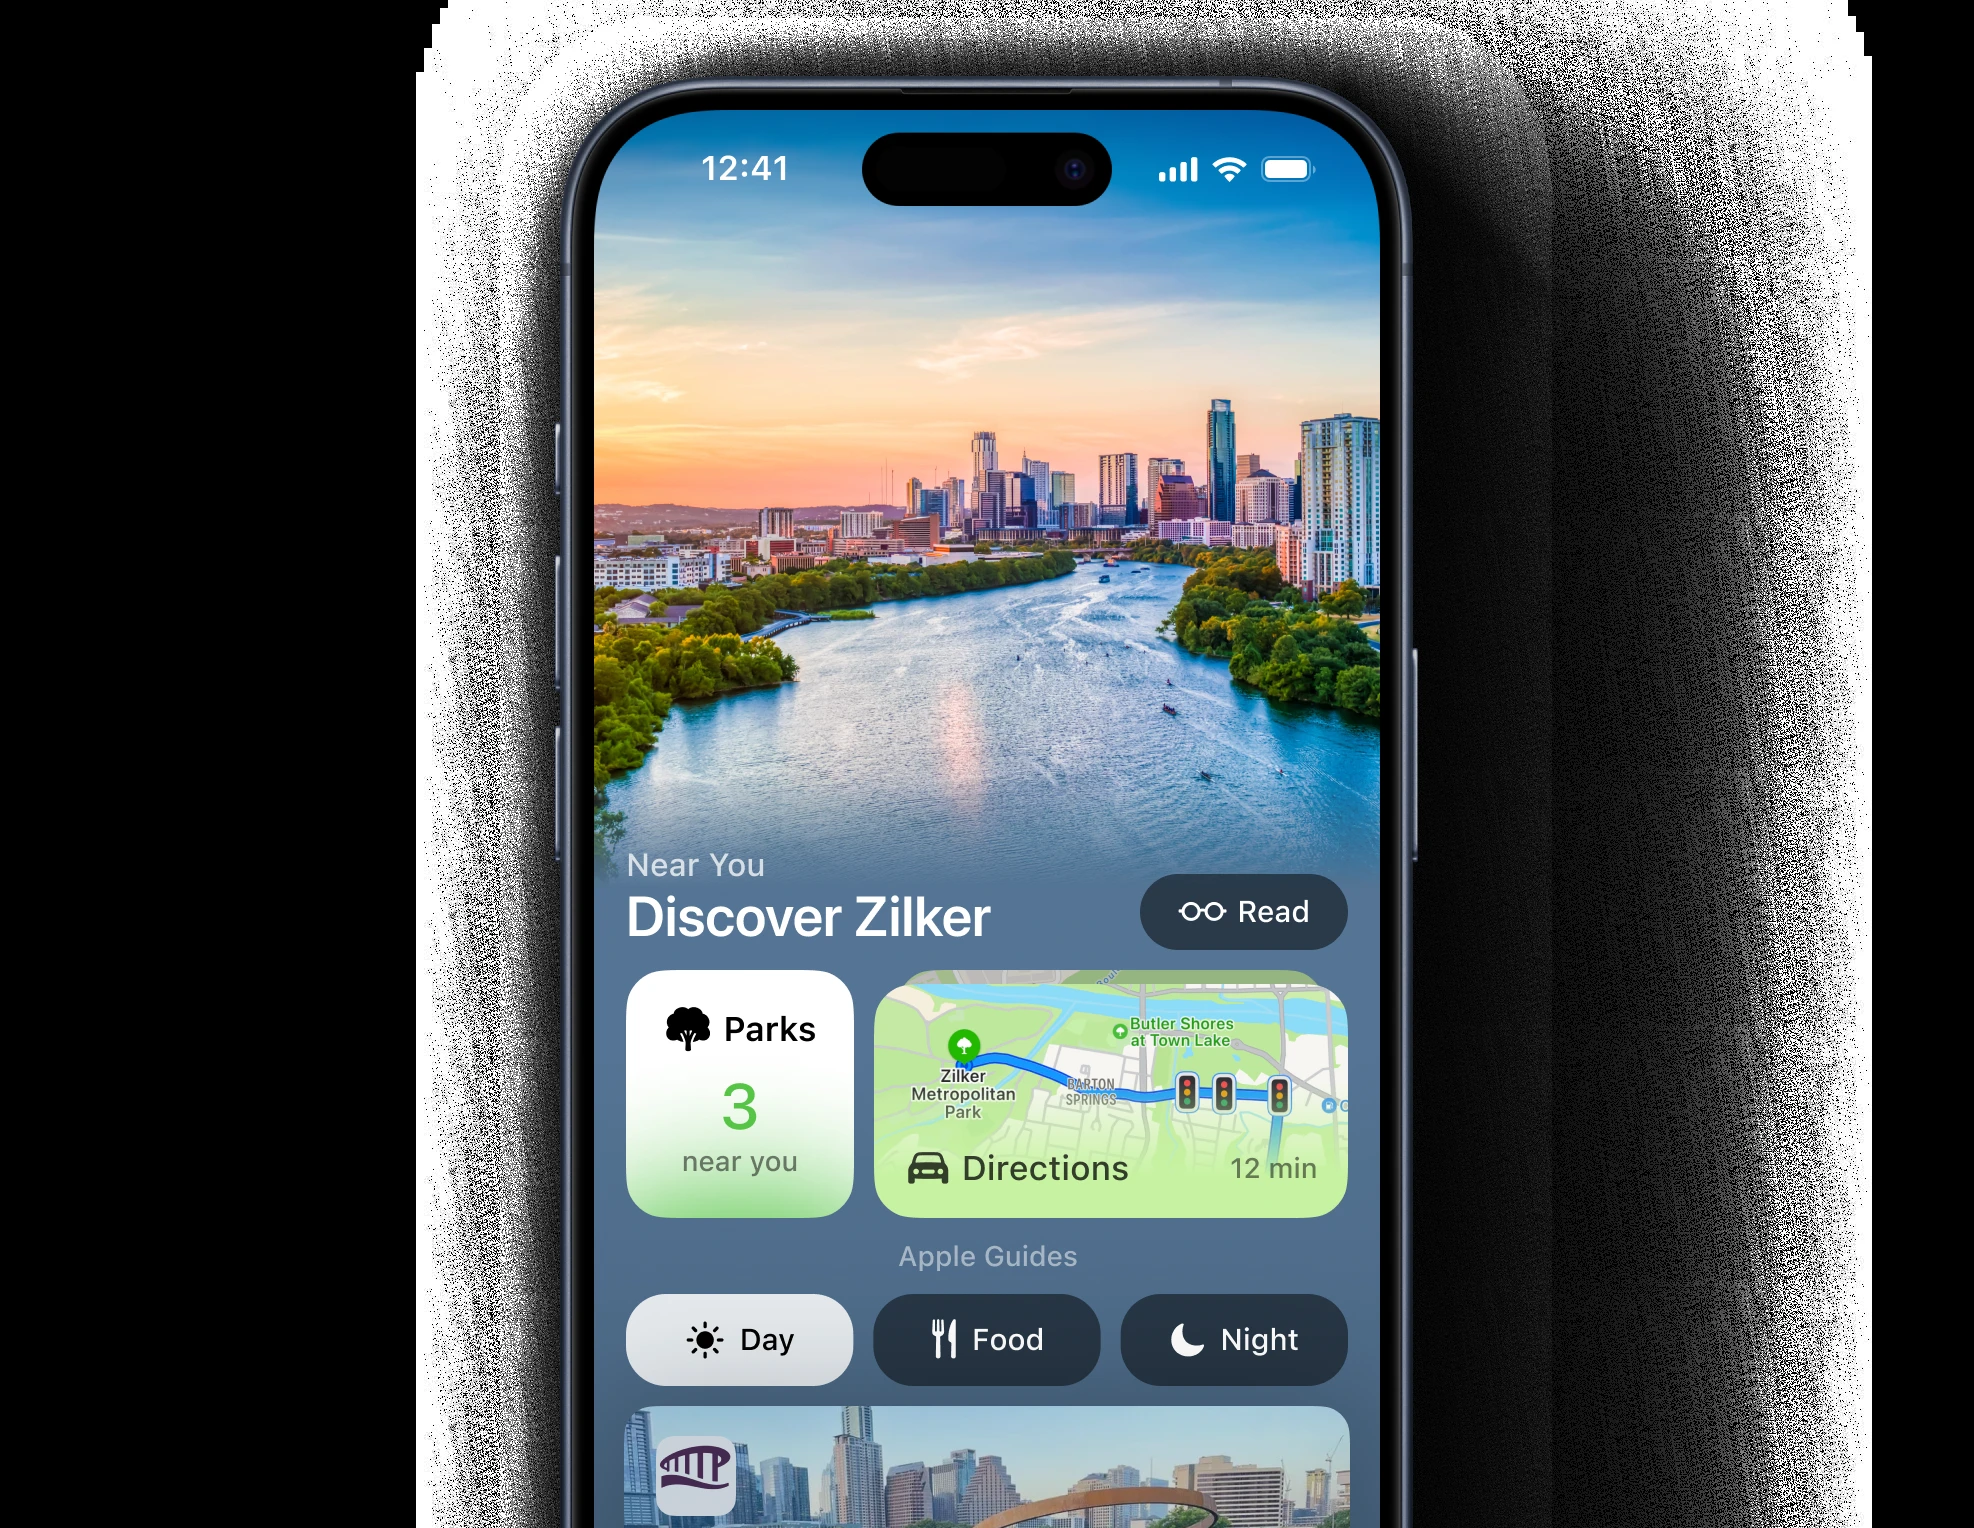 12:41
Near You
Discover Zilker
Read
Parks
3
near you
Butler Shores
at Town Lake
Zilker
Metropolitan
Park
BARTON
SPRINGS
Directions
12 min
Apple Guides
Day
Food
Night